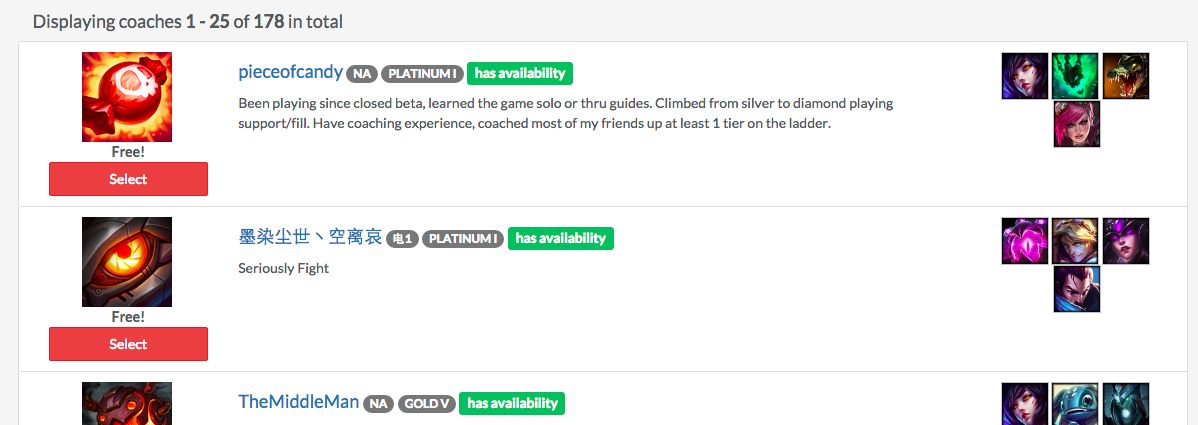 Displaying coaches 1 - 25 of 178 in total
pieceofcandy NA PLATINUM I has availability
Been playing since closed beta, learned the game solo or thru guides. Climbed from silver to diamond playing
support/fill. Have coaching experience, coached most of my friends up at least 1 tier on the ladder.
Free!
Select
墨染尘世丶空离哀 电1 PLATINUM I has availability
Seriously Fight
Free!
Select
TheMiddleMan NA GOLD V has availability